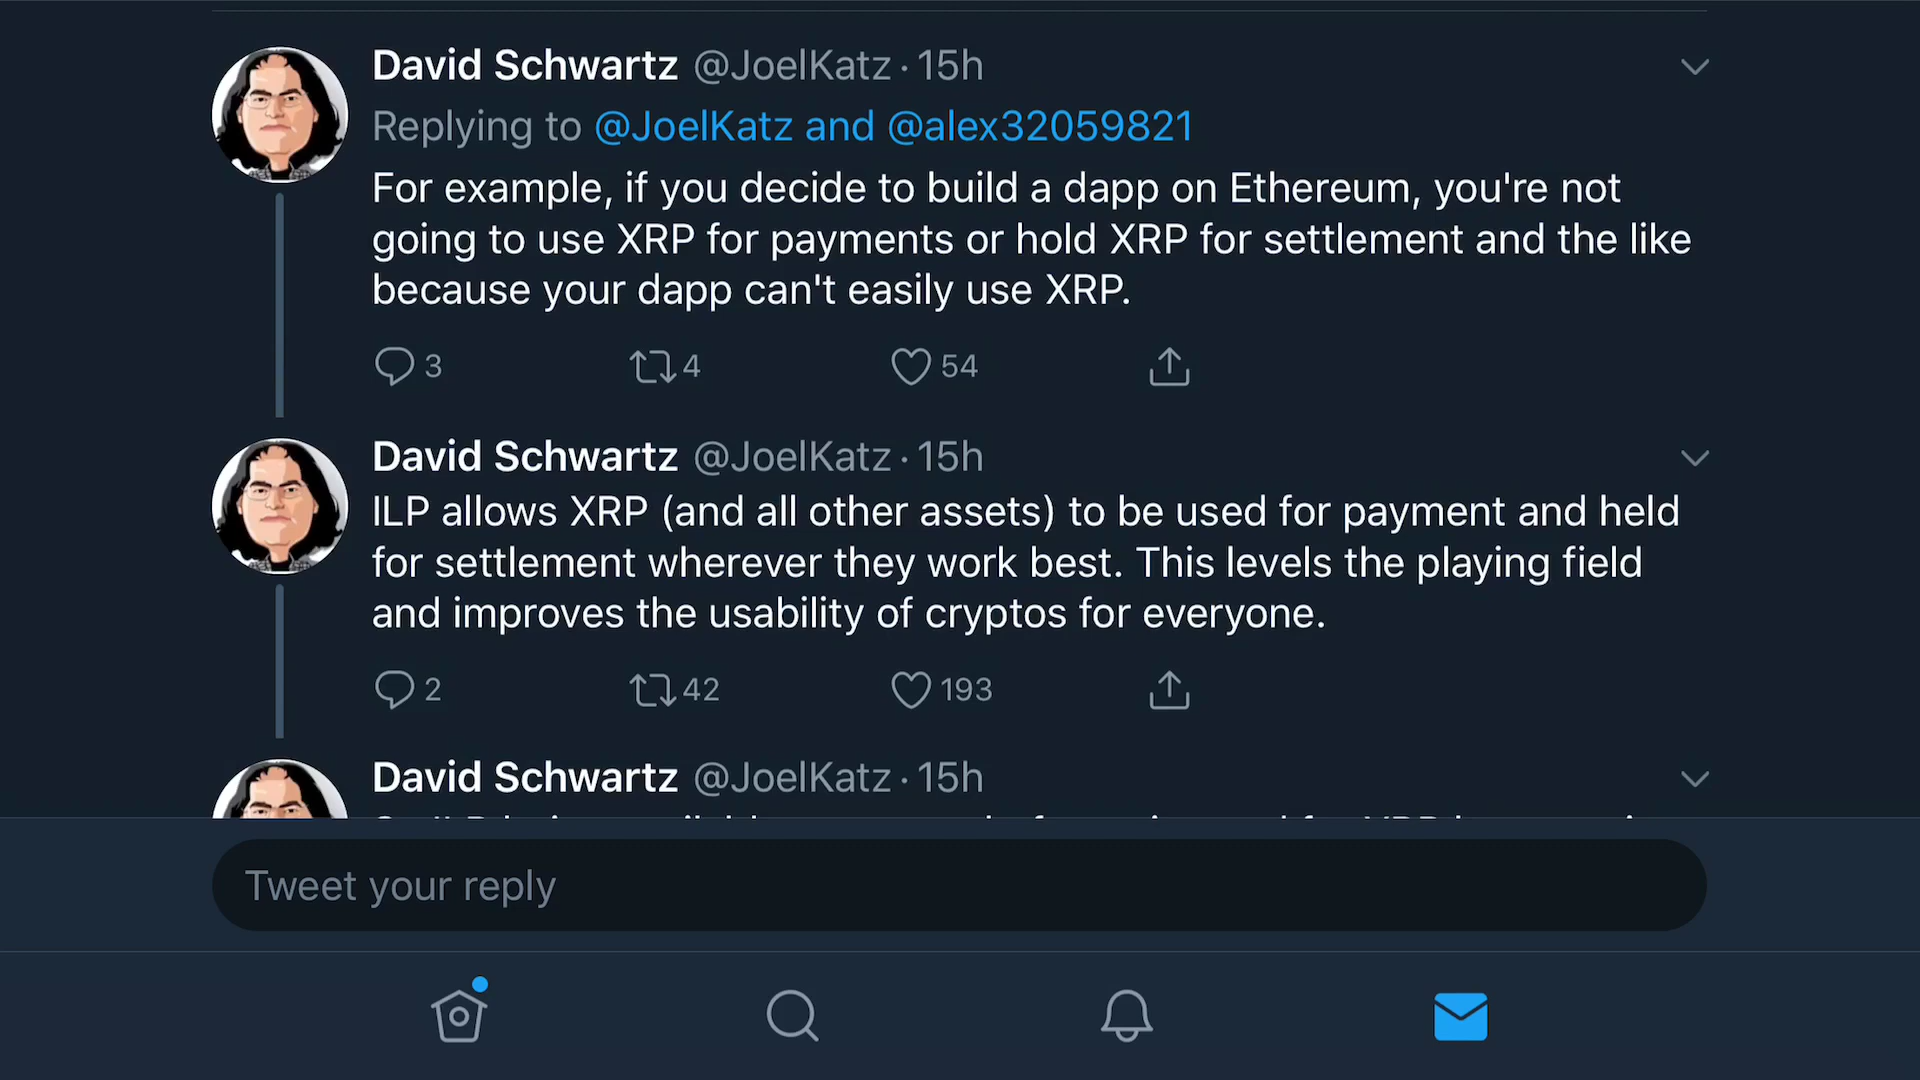 David Schwartz @JoelKatz · 15h
Replying to @JoelKatz and @alex32059821
For example, if you decide to build a dapp on Ethereum, you're not
going to use XRP for payments or hold XRP for settlement and the like
because your dapp can't easily use XRP.
3 4 54
David Schwartz @JoelKatz · 15h
ILP allows XRP (and all other assets) to be used for payment and held
for settlement wherever they work best. This levels the playing field
and improves the usability of cryptos for everyone.
2 42 193
David Schwartz @JoelKatz · 15h
Tweet your reply